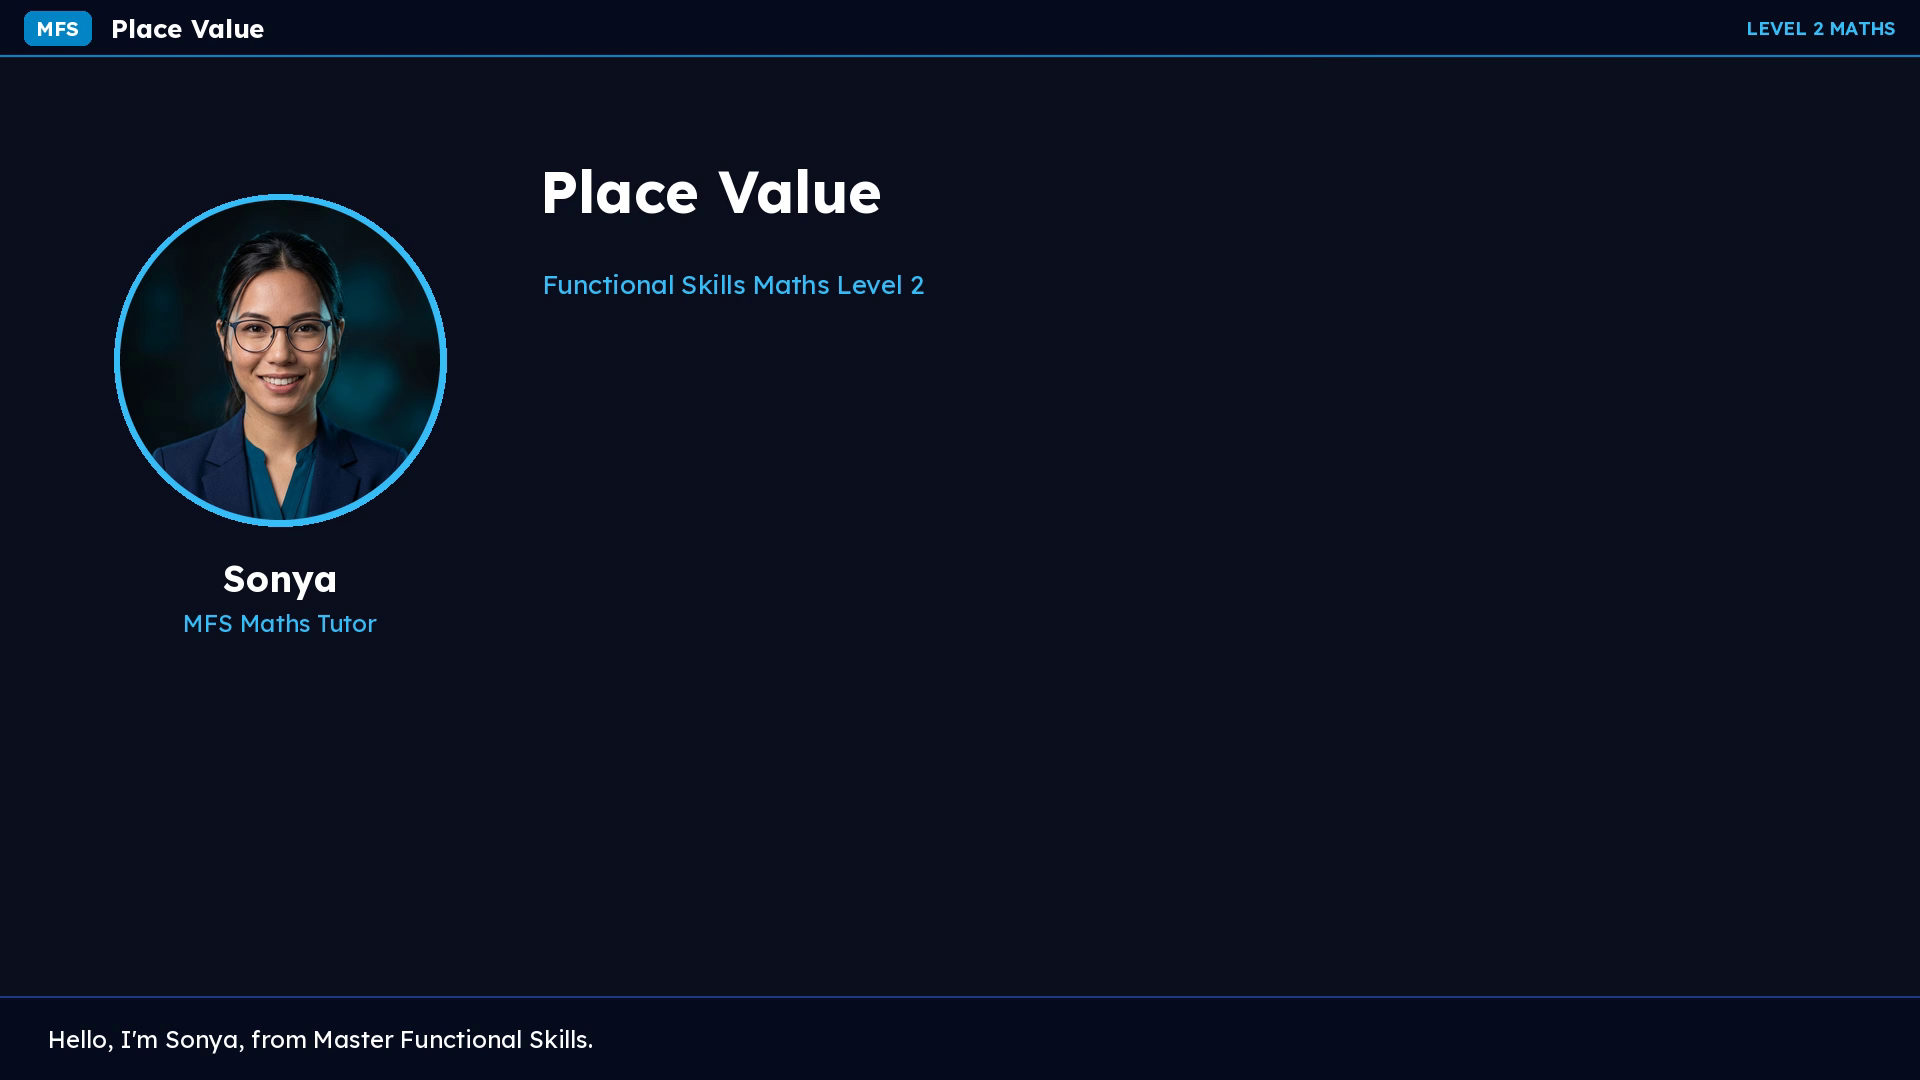 MFS
Place Value
LEVEL 2 MATHS
Place Value
Functional Skills Maths Level 2
Sonya
MFS Maths Tutor
Hello, I'm Sonya, from Master Functional Skills.